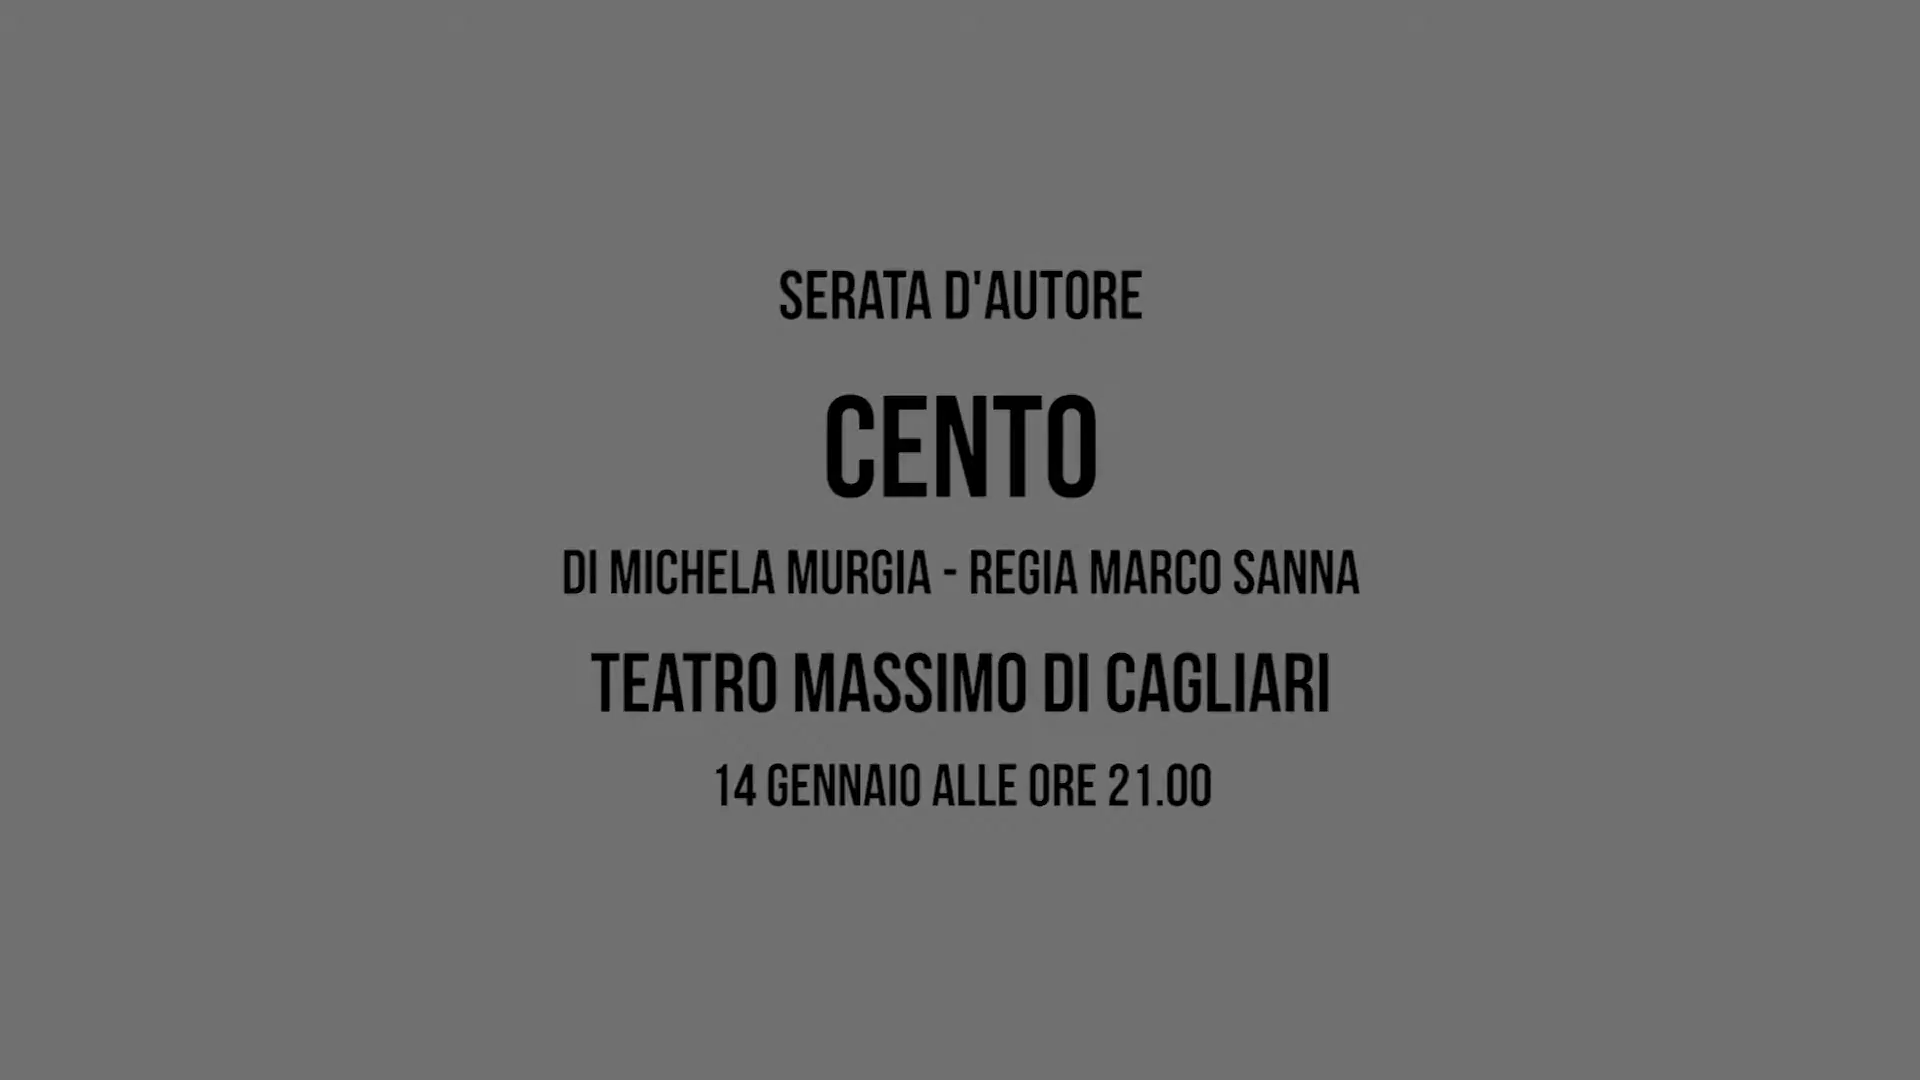 SERATA D'AUTORE
CENTO
DI MICHELA MURGIA - REGIA MARCO SANNA
TEATRO MASSIMO DI CAGLIARI
14 GENNAIO ALLE ORE 21.00